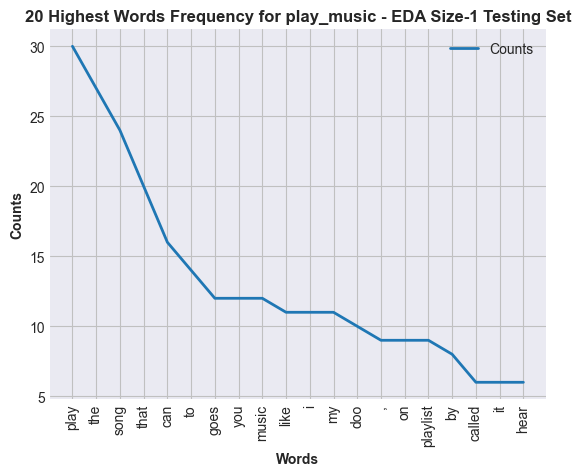 20 Highest Words Frequency for play_music - EDA Size-1 Testing Set
Counts
30
25
20
15
10
5
Counts
play
the
song
that
can
to
goes
you
music
like
i
my
doo
,
on
playlist
by
called
it
hear
Words